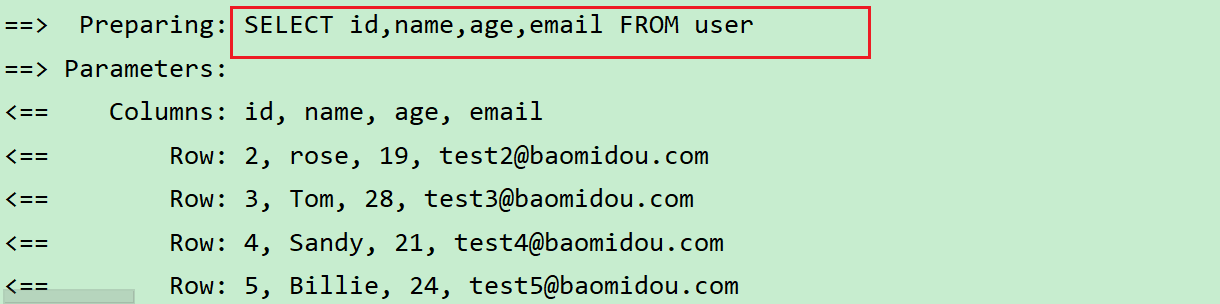 ==>  Preparing: SELECT id,name,age,email FROM user
==> Parameters:
<==    Columns: id, name, age, email
<==        Row: 2, rose, 19, test2@baomidou.com
<==        Row: 3, Tom, 28, test3@baomidou.com
<==        Row: 4, Sandy, 21, test4@baomidou.com
<==        Row: 5, Billie, 24, test5@baomidou.com